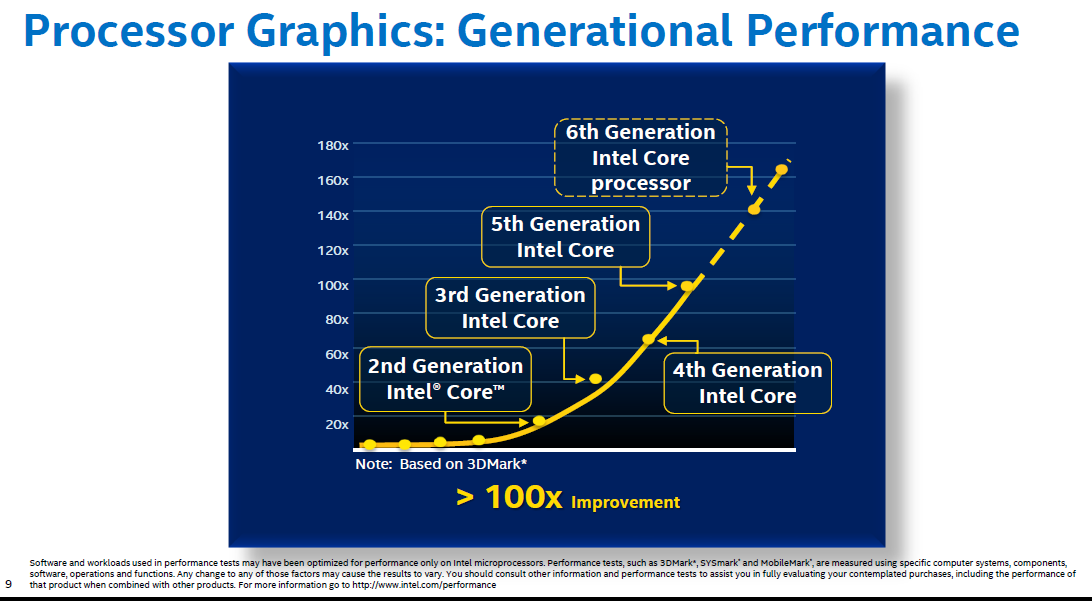 Processor Graphics: Generational Performance
180x
160x
140x
120x
100x
80x
60x
40x
20x
6th Generation
Intel Core
processor
5th Generation
Intel Core
3rd Generation
Intel Core
2nd Generation
Intel® Core™
4th Generation
Intel Core
Note: Based on 3DMark*
> 100x Improvement
Software and workloads used in performance tests may have been optimized for performance only on Intel microprocessors. Performance tests, such as 3DMark*, SYSmark* and MobileMark*, are measured using specific computer systems, components,
software, operations and functions. Any change to any of those factors may cause the results to vary. You should consult other information and performance tests to assist you in fully evaluating your contemplated purchases, including the performance of
that product when combined with other products. For more information go to http://www.intel.com/performance
9